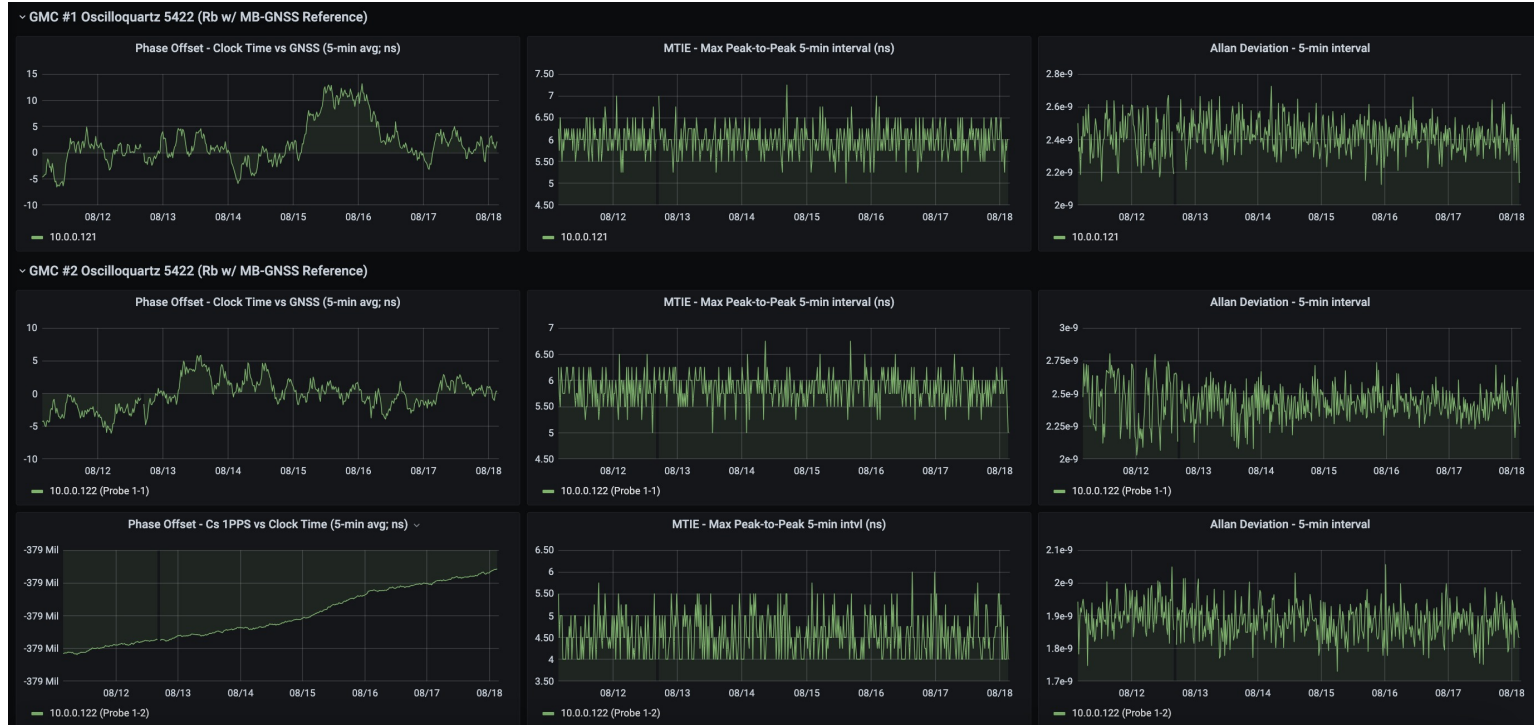 GMC #1 Oscilloquartz 5422 (Rb w/ MB-GNSS Reference)
Phase Offset - Clock Time vs GNSS (5-min avg; ns)
15
10
5
0
-5
-10
08/12 08/13 08/14 08/15 08/16 08/17 08/18
10.0.0.121
MTIE - Max Peak-to-Peak 5-min interval (ns)
7.50
7
6.50
6
5.50
5
4.50
08/12 08/13 08/14 08/15 08/16 08/17 08/18
10.0.0.121
Allan Deviation - 5-min interval
2.8e-9
2.6e-9
2.4e-9
2.2e-9
2e-9
08/12 08/13 08/14 08/15 08/16 08/17 08/18
10.0.0.121
GMC #2 Oscilloquartz 5422 (Rb w/ MB-GNSS Reference)
Phase Offset - Clock Time vs GNSS (5-min avg; ns)
10
5
0
-5
-10
08/12 08/13 08/14 08/15 08/16 08/17 08/18
10.0.0.122 (Probe 1-1)
MTIE - Max Peak-to-Peak 5-min interval (ns)
7
6.50
6
5.50
5
4.50
08/12 08/13 08/14 08/15 08/16 08/17 08/18
10.0.0.122 (Probe 1-1)
Allan Deviation - 5-min interval
3e-9
2.75e-9
2.5e-9
2.25e-9
2e-9
08/12 08/13 08/14 08/15 08/16 08/17 08/18
10.0.0.122 (Probe 1-1)
Phase Offset - Cs 1PPS vs Clock Time (5-min avg; ns)
-379 Mil
-379 Mil
-379 Mil
-379 Mil
-379 Mil
08/12 08/13 08/14 08/15 08/16 08/17 08/18
10.0.0.122 (Probe 1-2)
MTIE - Max Peak-to-Peak 5-min intvl (ns)
6.50
6
5.50
5
4.50
4
3.50
08/12 08/13 08/14 08/15 08/16 08/17 08/18
10.0.0.122 (Probe 1-2)
Allan Deviation - 5-min interval
2.1e-9
2e-9
1.9e-9
1.8e-9
1.7e-9
08/12 08/13 08/14 08/15 08/16 08/17 08/18
10.0.0.122 (Probe 1-2)